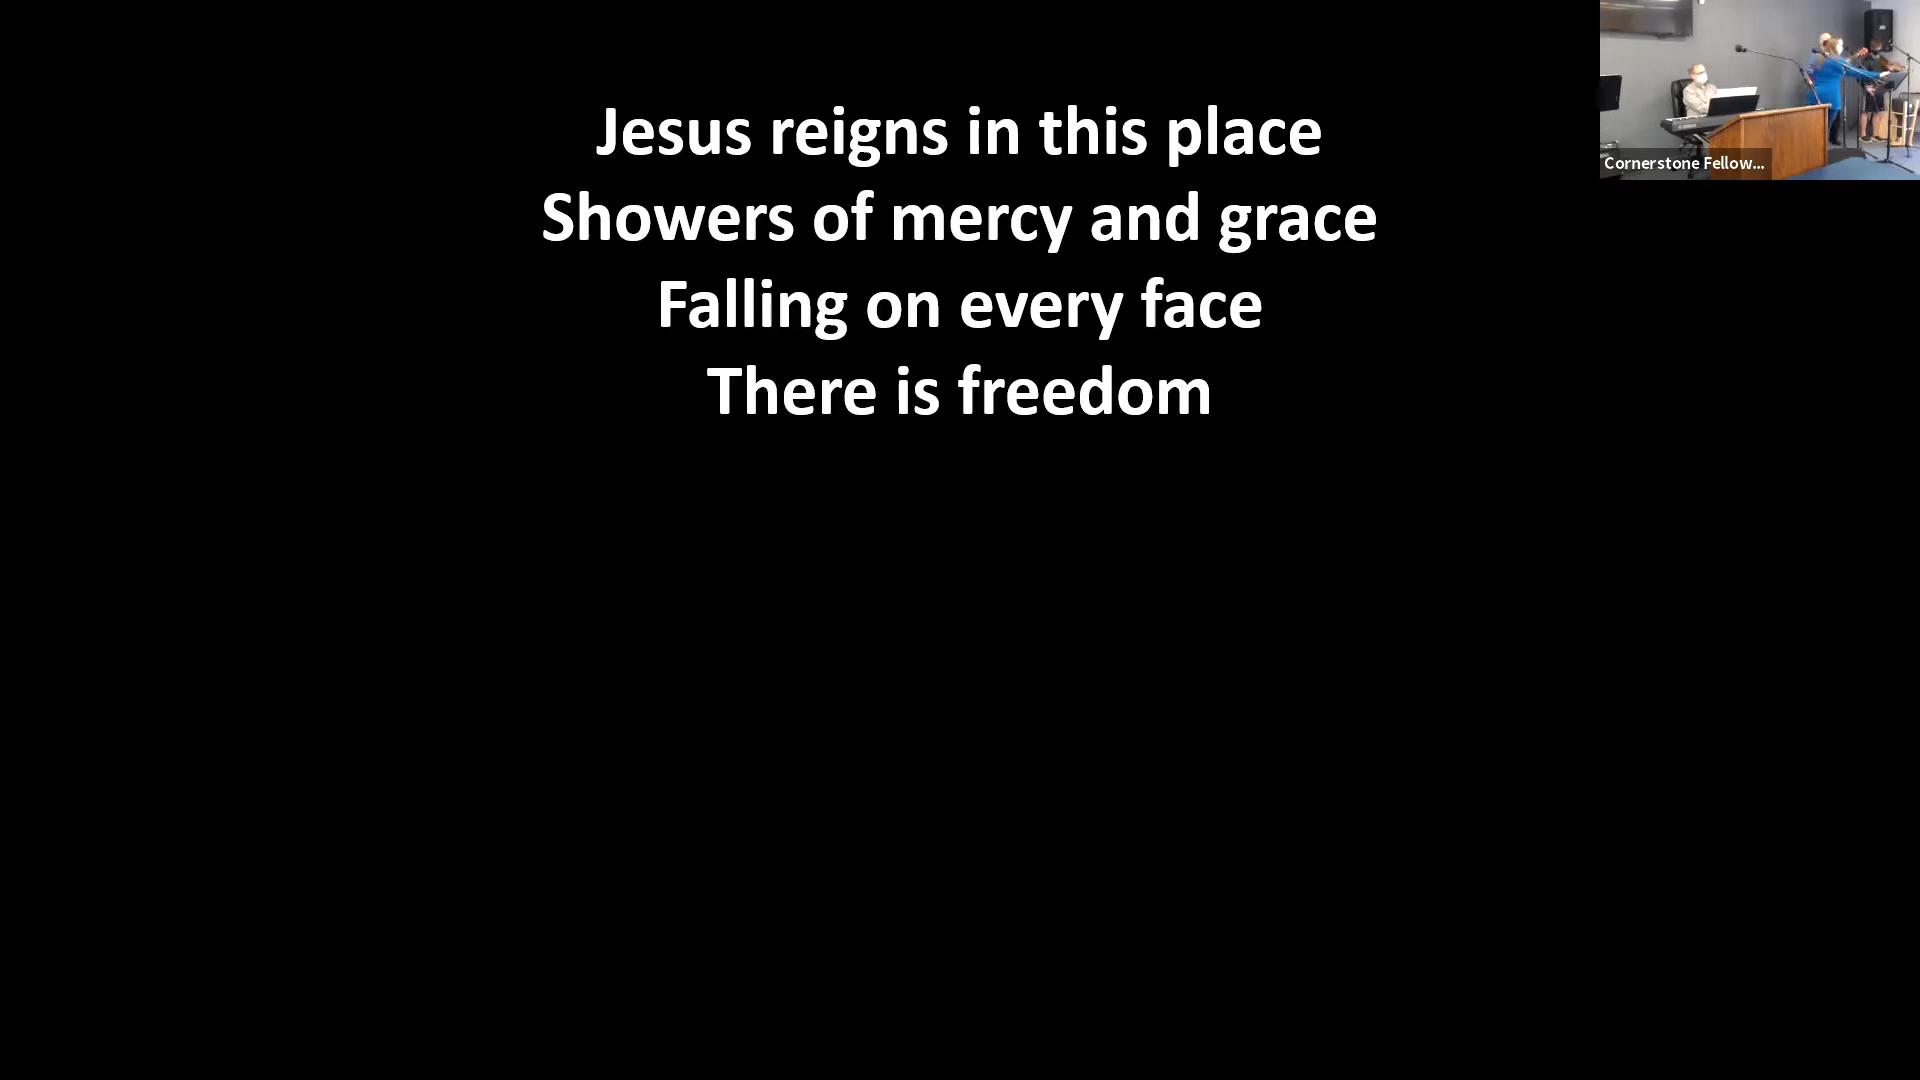 Jesus reigns in this place
Showers of mercy and grace
Falling on every face
There is freedom
Cornerstone Fellow...